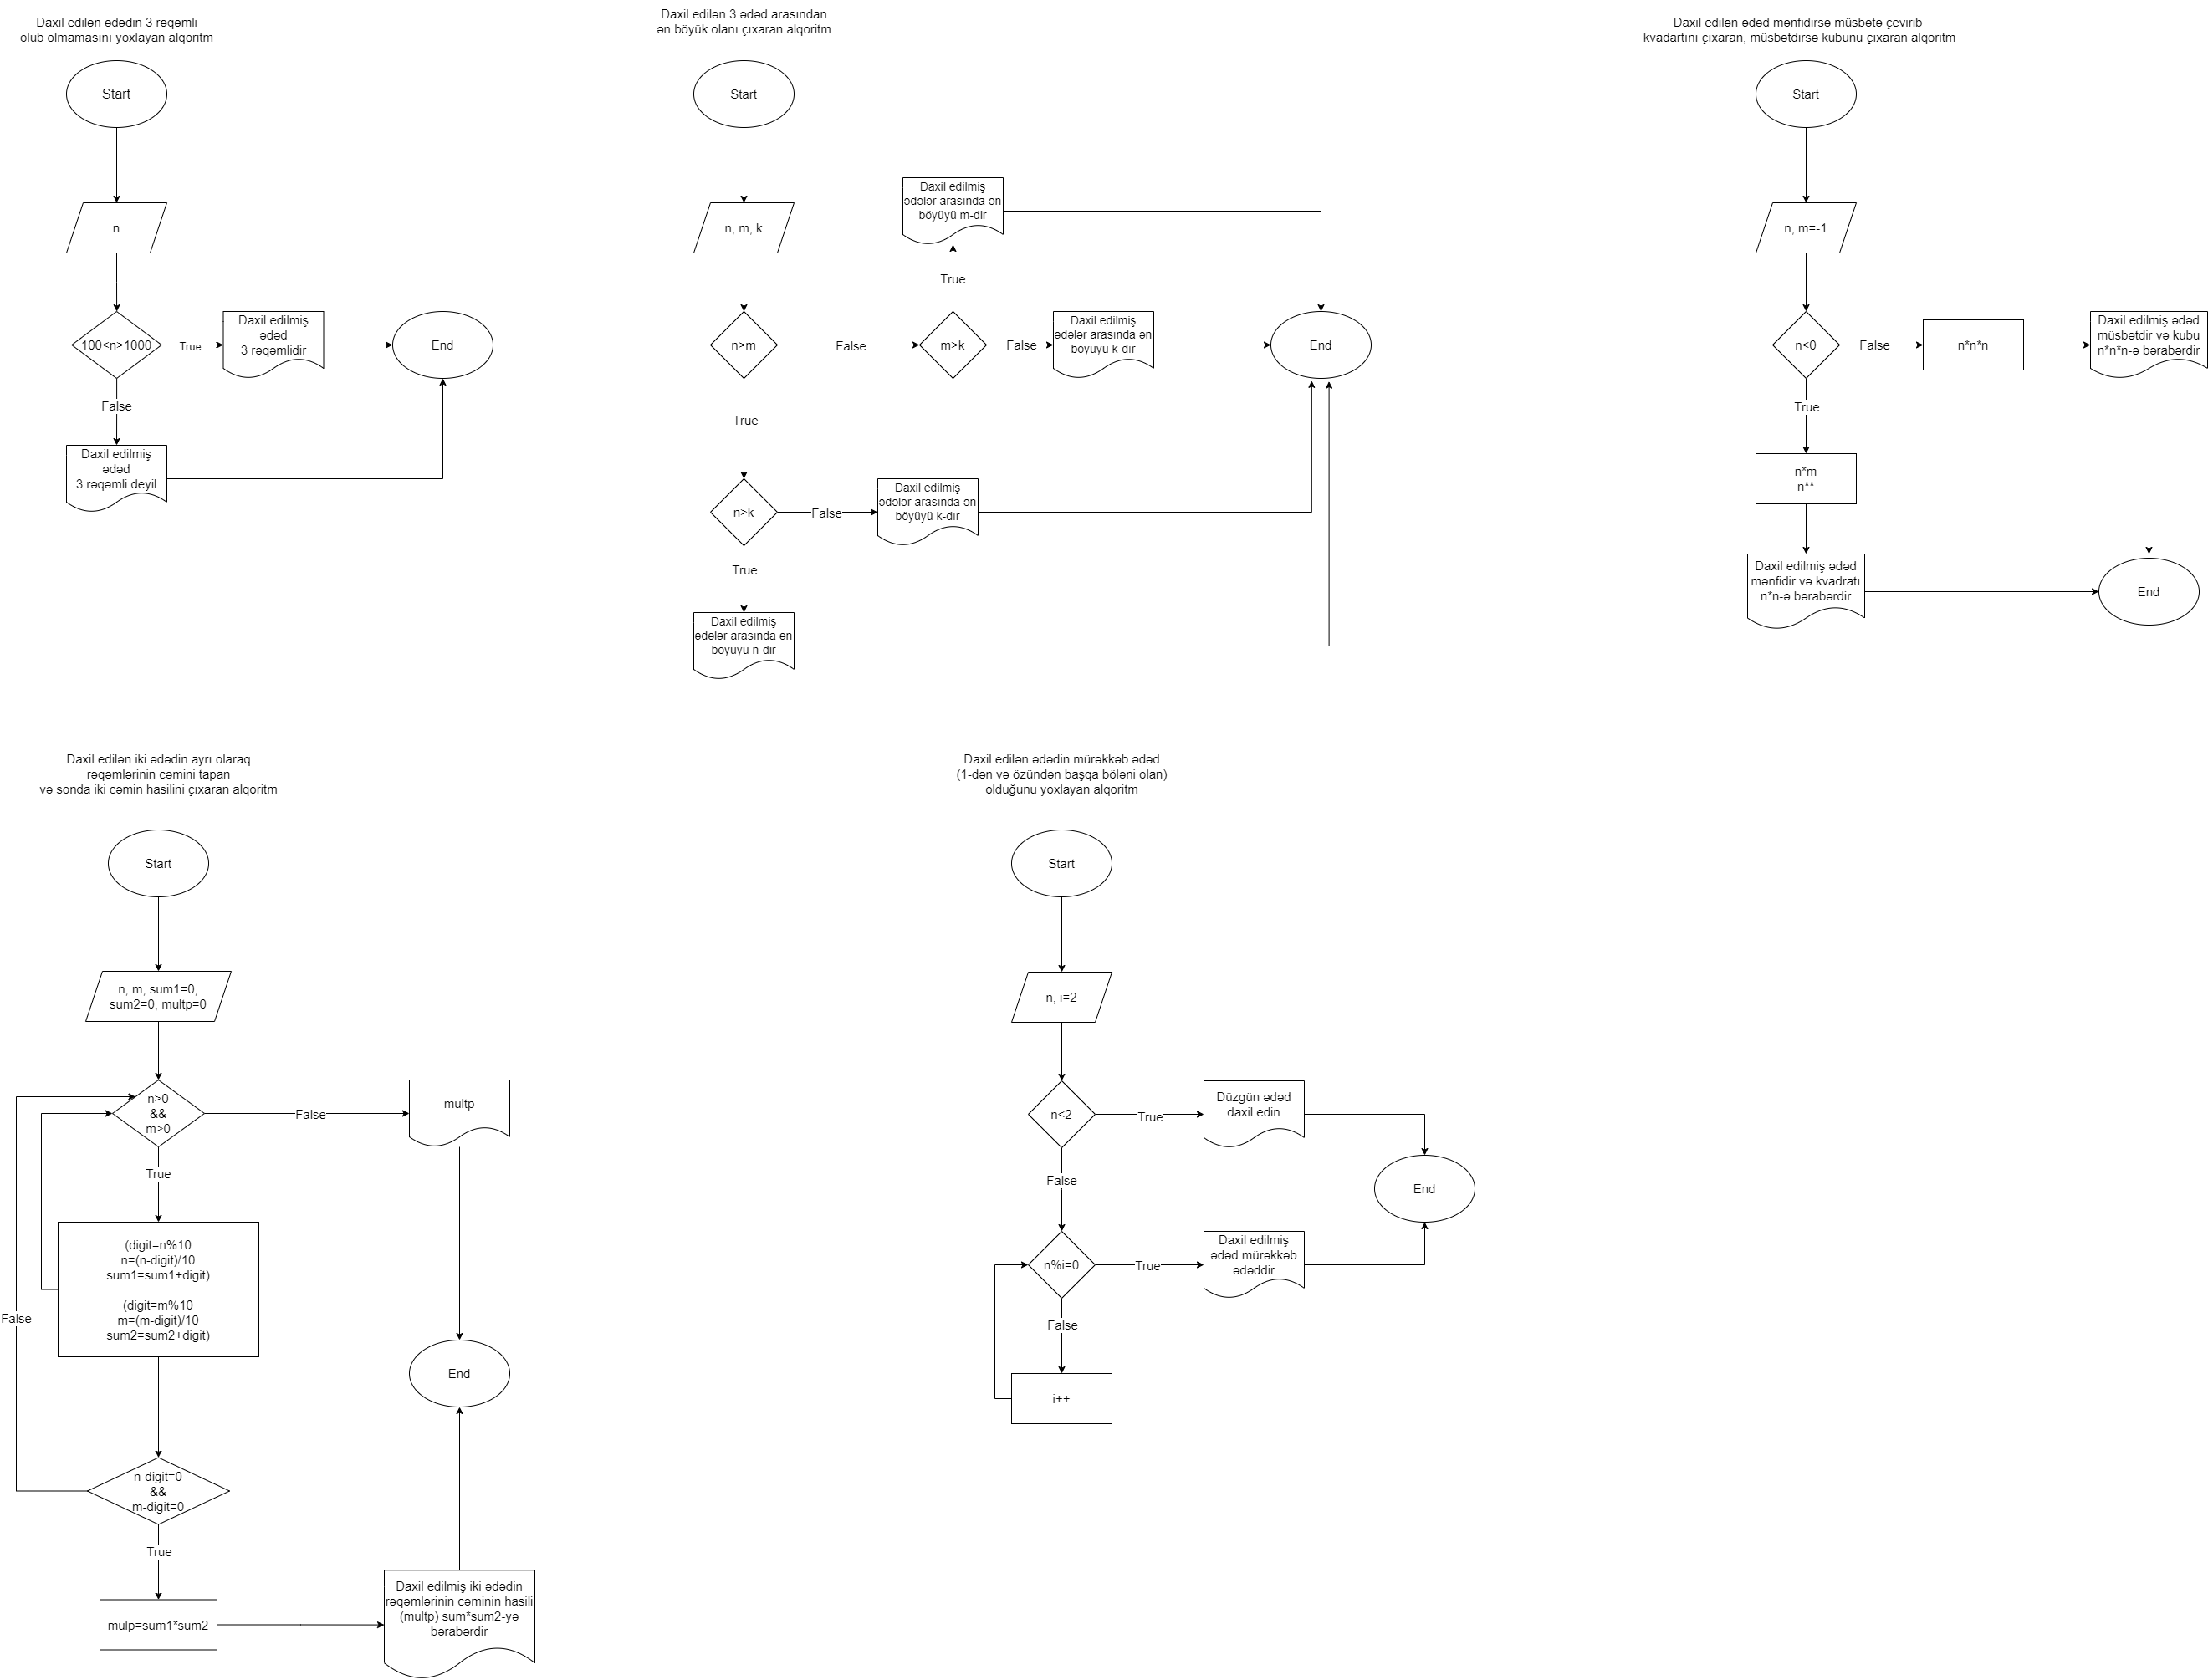 Daxil edilən ədədin 3 rəqəmli
olub olmamasını yoxlayan alqoritm
Start
n
100<n>1000
True
Daxil edilmiş
ədəd
3 rəqəmlidir
End
False
Daxil edilmiş
ədəd
3 rəqəmli deyil
Daxil edilən 3 ədəd arasından
ən böyük olanı çıxaran alqoritm
Start
n, m, k
Daxil edilmiş
ədələr arasında ən
böyüyü m-dir
True
n>m
False
m>k
False
Daxil edilmiş
ədələr arasında ən
böyüyü k-dır
End
True
n>k
False
Daxil edilmiş
ədələr arasında ən
böyüyü k-dır
True
Daxil edilmiş
ədələr arasında ən
böyüyü n-dir
Daxil edilən ədəd mənfidirsə müsbətə çevirib
kvadartını çıxaran, müsbətdirsə kubunu çıxaran alqoritm
Start
n, m=-1
n<0
False
n*n*n
Daxil edilmiş ədəd
müsbətdir və kubu
n*n*n-ə bərabərdir
True
n*m
n**
Daxil edilmiş ədəd
mənfidir və kvadratı
n*n-ə bərabərdir
End
Daxil edilən iki ədədin ayrı olaraq
rəqəmlərinin cəmini tapan
və sonda iki cəmin hasilini çıxaran alqoritm
Start
n, m, sum1=0,
sum2=0, multp=0
n>0
&&
m>0
False
multp
True
(digit=n%10
n=(n-digit)/10
sum1=sum1+digit)
(digit=m%10
m=(m-digit)/10
sum2=sum2+digit)
False
End
n-digit=0
&&
m-digit=0
True
mulp=sum1*sum2
Daxil edilmiş iki ədədin
rəqəmlərinin cəminin hasili
(multp) sum*sum2-yə
bərabərdir
Daxil edilən ədədin mürəkkəb ədəd
(1-dən və özündən başqa böləni olan)
olduğunu yoxlayan alqoritm
Start
n, i=2
n<2
True
Düzgün ədəd
daxil edin
False
End
n%i=0
True
Daxil edilmiş
ədəd mürəkkəb
ədəddir
False
i++